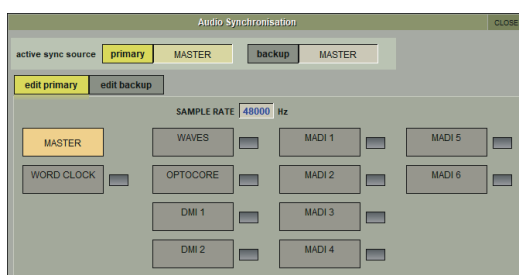 Audio Synchronisation CLOSE
active sync source primary MASTER backup MASTER
edit primary edit backup
SAMPLE RATE 48000 Hz
MASTER WAVES MADI 1 MADI 5
WORD CLOCK OPTOCORE MADI 2 MADI 6
DMI 1 MADI 3
DMI 2 MADI 4